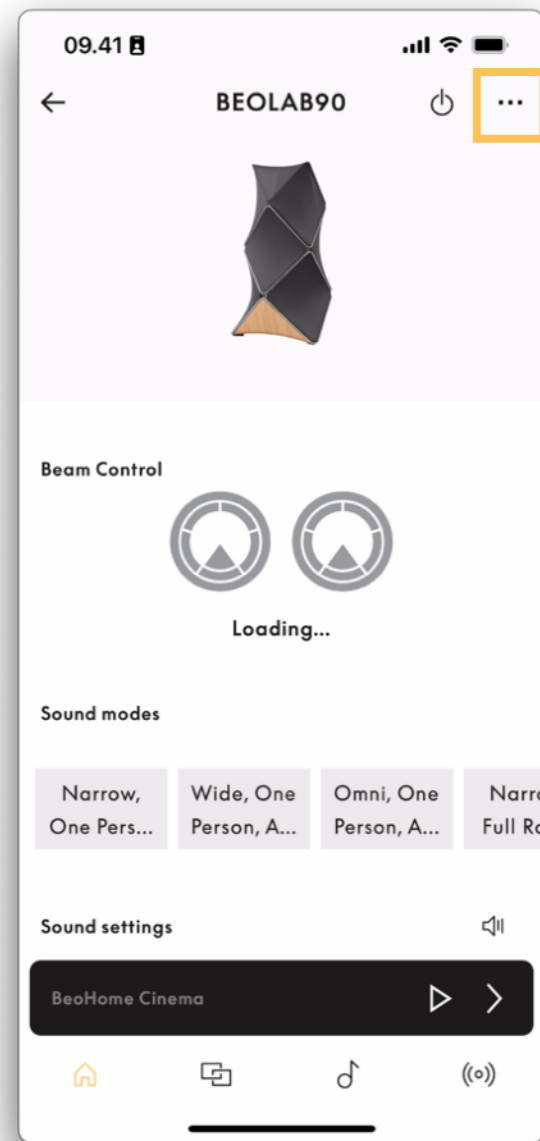 09.41
BEOLAB90
Beam Control
Loading...
Sound modes
Narrow,
One Pers...
Wide, One
Person, A...
Omni, One
Person, A...
Narro
Full Ro
Sound settings
BeoHome Cinema